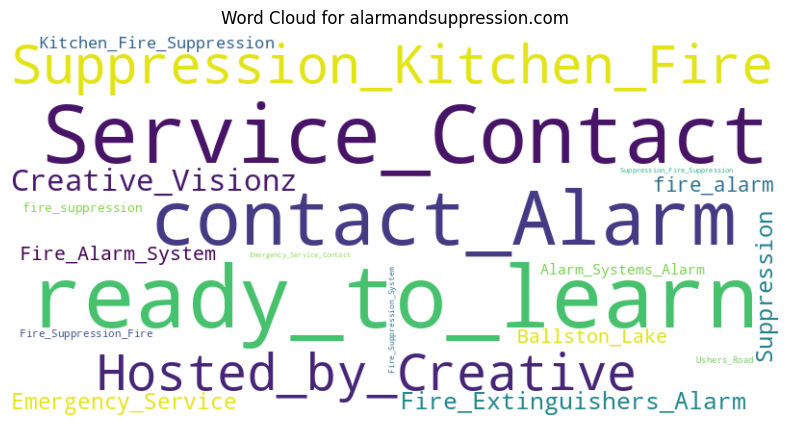 Word Cloud for alarmandsuppression.com
Kitchen_Fire_Suppression
Suppression_Kitchen_Fire
Service_Contact
Suppression_Fire_Suppression
Creative_Visionz
fire_alarm
contact_Alarm
fire_suppression
Suppression
Fire_Alarm_System
Emergency_Service_Contact
ready_to_learn
Alarm_Systems_Alarm
Fire_Suppression_System
Fire_Suppression_Fire
Ballston_Lake
Hosted_by_Creative
Ushers_Road
Emergency_Service
Fire_Extinguishers_Alarm